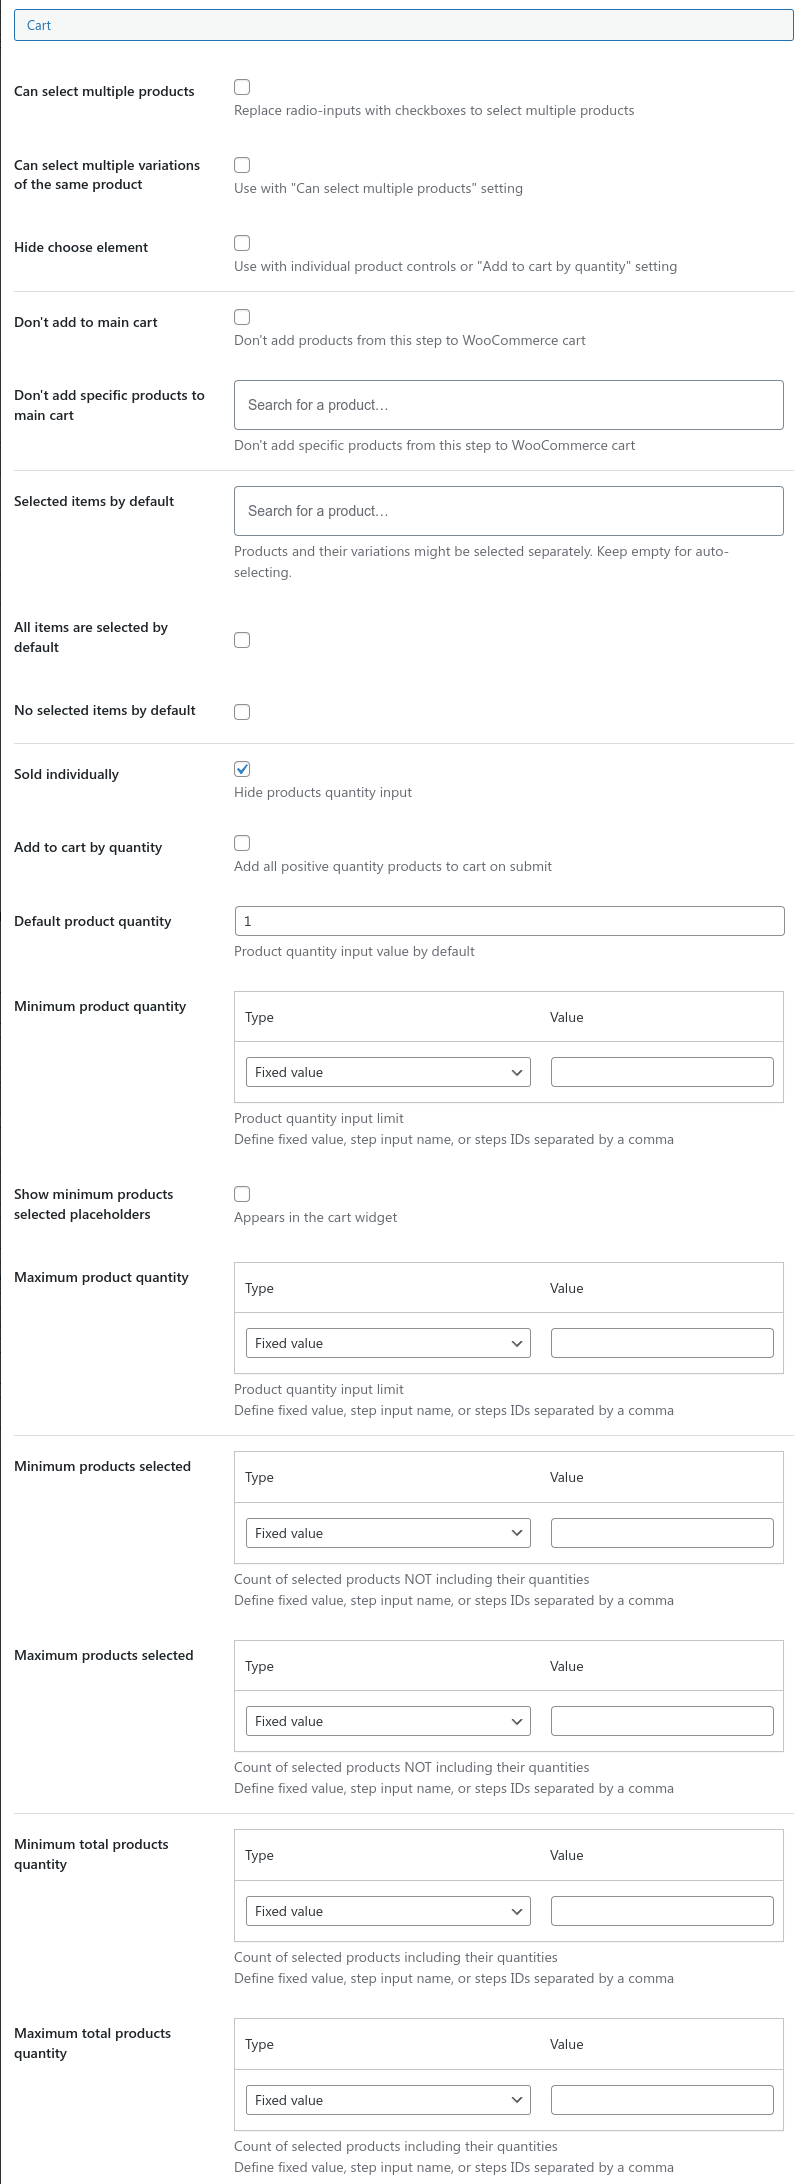 Cart
Can select multiple products
Replace radio-inputs with checkboxes to select multiple products
Can select multiple variations
of the same product
Use with "Can select multiple products" setting
Hide choose element
Use with individual product controls or "Add to cart by quantity" setting
Don't add to main cart
Don't add products from this step to WooCommerce cart
Don't add specific products to
main cart
Search for a product...
Don't add specific products from this step to WooCommerce cart
Selected items by default
Search for a product...
Products and their variations might be selected separately. Keep empty for auto-
selecting.
All items are selected by
default
No selected items by default
Sold individually
Hide products quantity input
Add to cart by quantity
Add all positive quantity products to cart on submit
Default product quantity
1
Product quantity input value by default
Minimum product quantity
Type Value
Fixed value
Product quantity input limit
Define fixed value, step input name, or steps IDs separated by a comma
Show minimum products
selected placeholders
Appears in the cart widget
Maximum product quantity
Type Value
Fixed value
Product quantity input limit
Define fixed value, step input name, or steps IDs separated by a comma
Minimum products selected
Type Value
Fixed value
Count of selected products NOT including their quantities
Define fixed value, step input name, or steps IDs separated by a comma
Maximum products selected
Type Value
Fixed value
Count of selected products NOT including their quantities
Define fixed value, step input name, or steps IDs separated by a comma
Minimum total products
quantity
Type Value
Fixed value
Count of selected products including their quantities
Define fixed value, step input name, or steps IDs separated by a comma
Maximum total products
quantity
Type Value
Fixed value
Count of selected products including their quantities
Define fixed value, step input name, or steps IDs separated by a comma